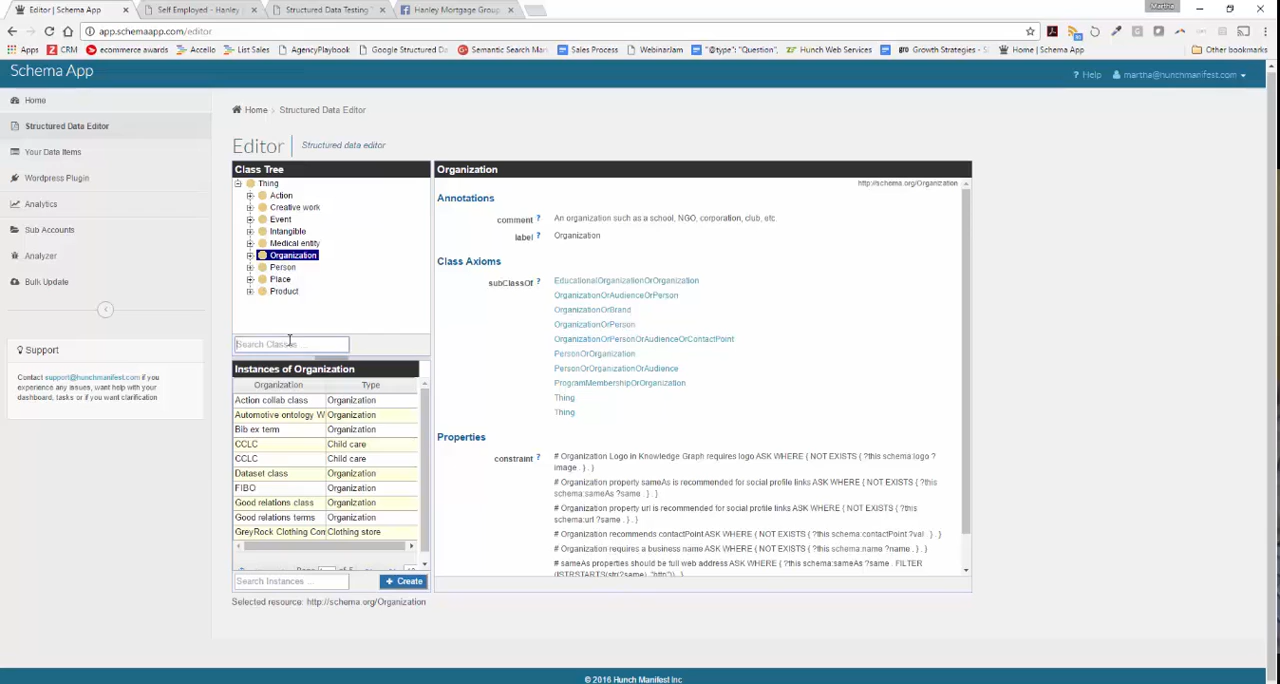 Martha
Editor | Schema App
Self Employed - Hanley
Structured Data Testing
Hanley Mortgage Group
app.schemaapp.com/editor
Apps
CRM
ecommerce awards
Accello
List Sales
AgencyPlaybook
Google Structured Da
Semantic Search Mar
Sales Process
WebinarJam
"@type": "Question",
Hunch Web Services
Growth Strategies -
Home | Schema App
Other bookmarks
Schema App
? Help
martha@hunchmanifest.com
Home
Structured Data Editor
Your Data Items
Wordpress Plugin
Analytics
Sub Accounts
Analyzer
Bulk Update
Support
Contact support@hunchmanifest.com if you
experience any issues, want help with your
dashboard, tasks or if you want clarification
Home > Structured Data Editor
Editor | Structured data editor
Class Tree
Thing
Action
Creative work
Event
Intangible
Medical entity
Organization
Person
Place
Product
Search Classes ...
Instances of Organization
Organization Type
Action collab class Organization
Automotive ontology W Organization
Bib ex term Organization
CCLC Child care
CCLC Child care
Dataset class Organization
FIBO Organization
Good relations class Organization
Good relations terms Organization
GreyRock Clothing Con Clothing store
Search Instances ...
+ Create
Selected resource: http://schema.org/Organization
Organization
http://schema.org/Organization
Annotations
comment ? An organization such as a school, NGO, corporation, club, etc.
label ? Organization
Class Axioms
subClassOf ? EducationalOrganizationOrOrganization
OrganizationOrAudienceOrPerson
OrganizationOrBrand
OrganizationOrPerson
OrganizationOrPersonOrAudienceOrContactPoint
PersonOrOrganization
PersonOrOrganizationOrAudience
ProgramMembershipOrOrganization
Thing
Thing
Properties
constraint ? # Organization Logo in Knowledge Graph requires logo ASK WHERE { NOT EXISTS { ?this schema:logo ?
image . } . }
# Organization property sameAs is recommended for social profile links ASK WHERE { NOT EXISTS { ?this
schema:sameAs ?same . } . }
# Organization property url is recommended for social profile links ASK WHERE { NOT EXISTS { ?this
schema:url ?same . } . }
# Organization recommends contactPoint ASK WHERE { NOT EXISTS { ?this schema:contactPoint ?val . } . }
# Organization requires a business name ASK WHERE { NOT EXISTS { ?this schema:name ?name . } . }
# sameAs properties should be full web address ASK WHERE { ?this schema:sameAs ?same . FILTER
© 2016 Hunch Manifest Inc